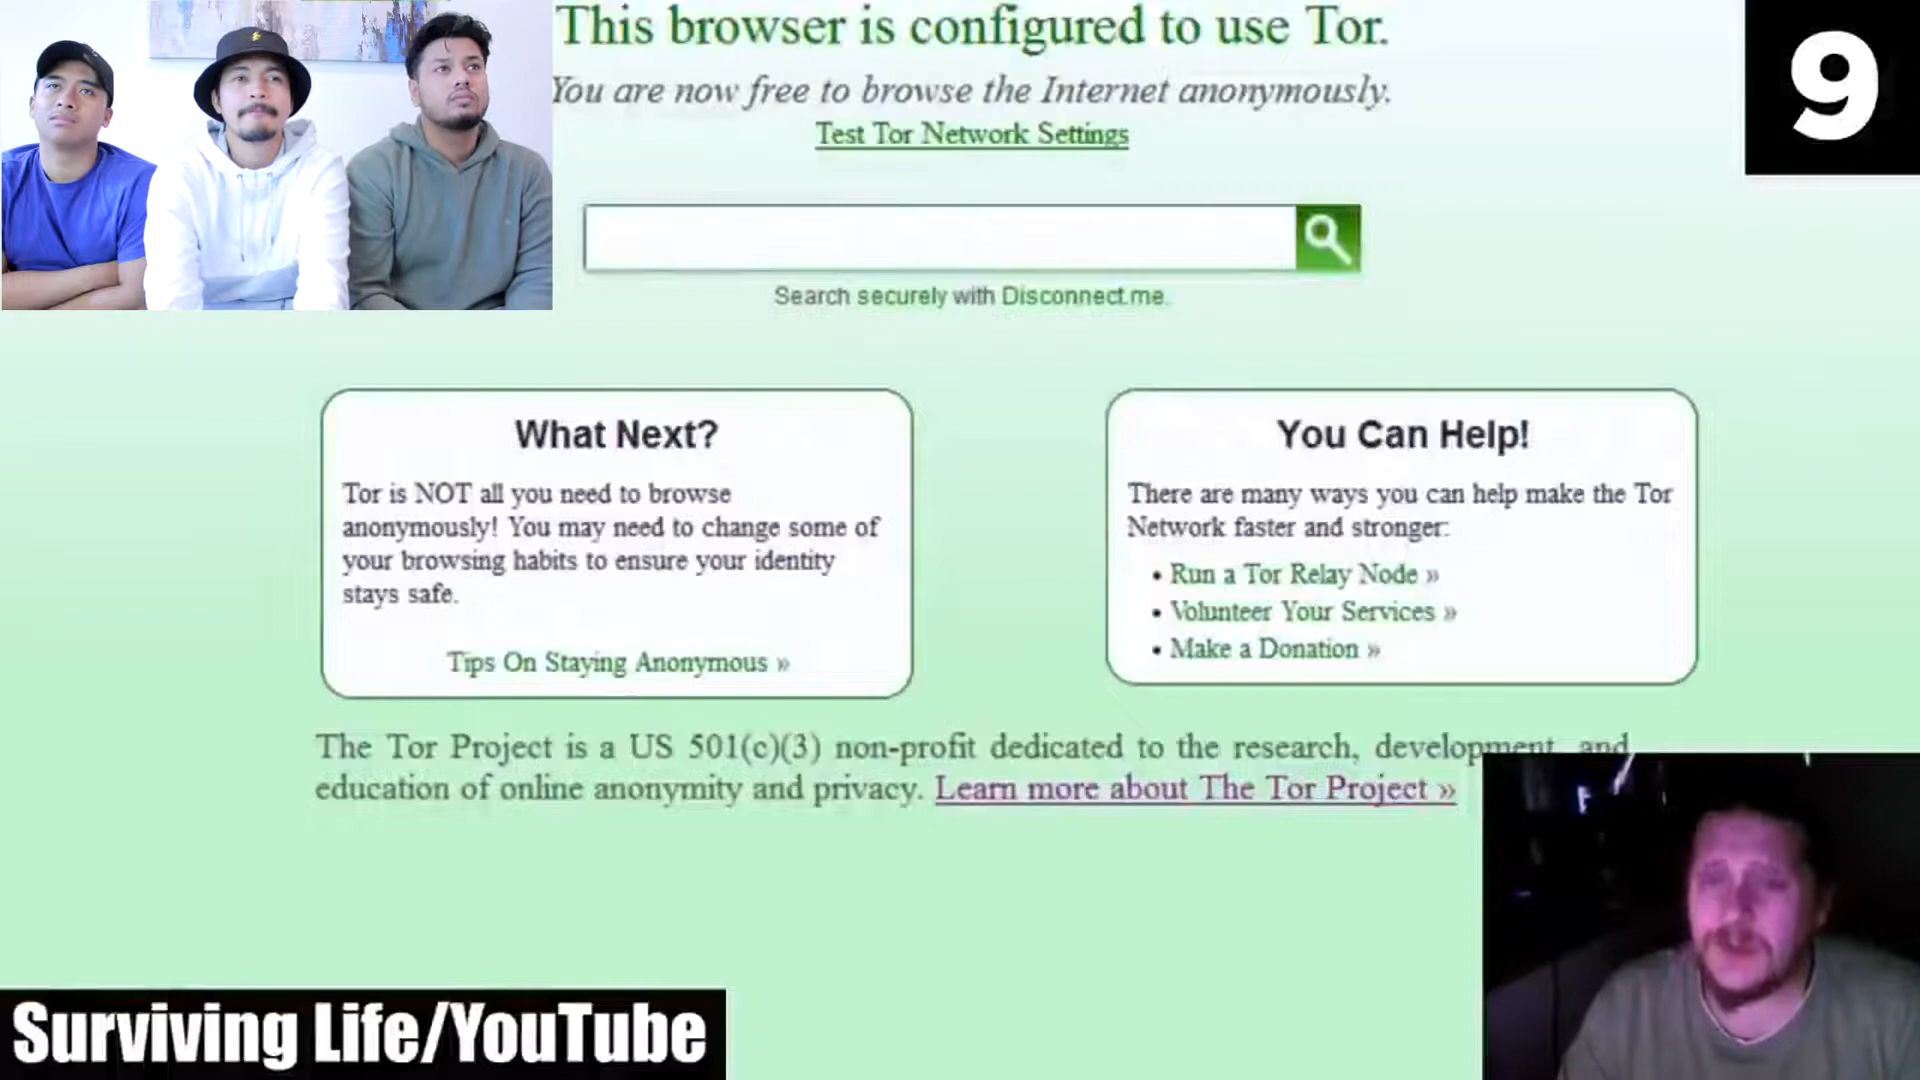 This browser is configured to use Tor.
9
You are now free to browse the Internet anonymously.
Test Tor Network Settings
Search securely with Disconnect.me.
What Next?
Tor is NOT all you need to browse
anonymously! You may need to change some of
your browsing habits to ensure your identity
stays safe.
Tips On Staying Anonymous »
You Can Help!
There are many ways you can help make the Tor
Network faster and stronger:
• Run a Tor Relay Node »
• Volunteer Your Services »
• Make a Donation »
The Tor Project is a US 501(c)(3) non-profit dedicated to the research, development, and
education of online anonymity and privacy. Learn more about The Tor Project »
Surviving Life/YouTube